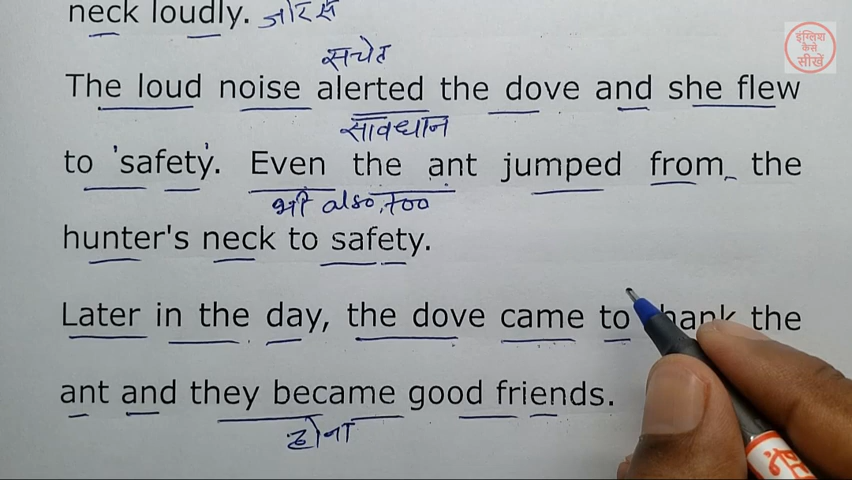 neck loudly. जोर से
सचेत
The loud noise alerted the dove and she flew
सावधान
to 'safety'. Even the ant jumped from the
भी also, too
hunter's neck to safety.
Later in the day, the dove came to thank the
ant and they became good friends.
होना
इंग्लिश
कैसे
सीखें